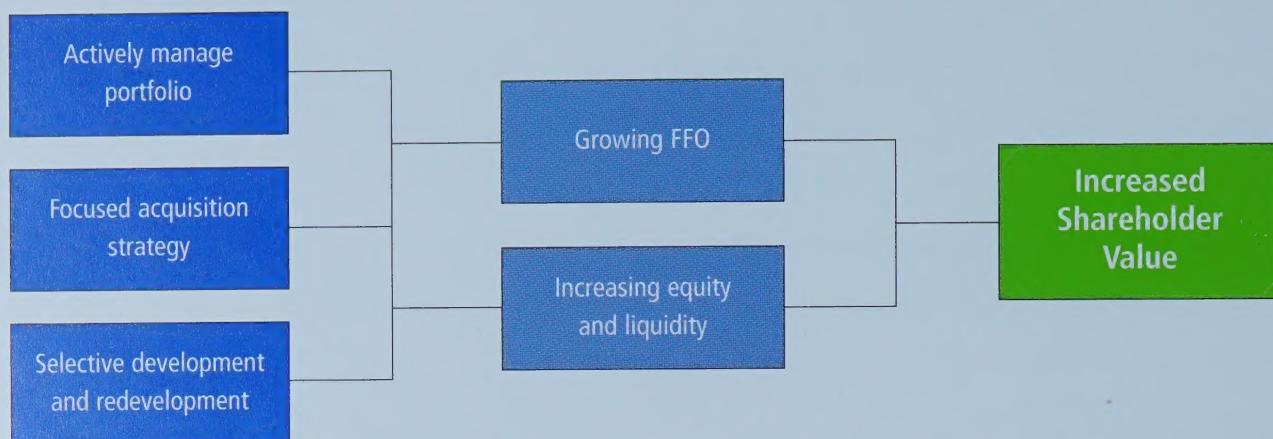 Actively manage
portfolio
Focused acquisition
strategy
Selective development
and redevelopment
Growing FFO
Increasing equity
and liquidity
Increased
Shareholder
Value